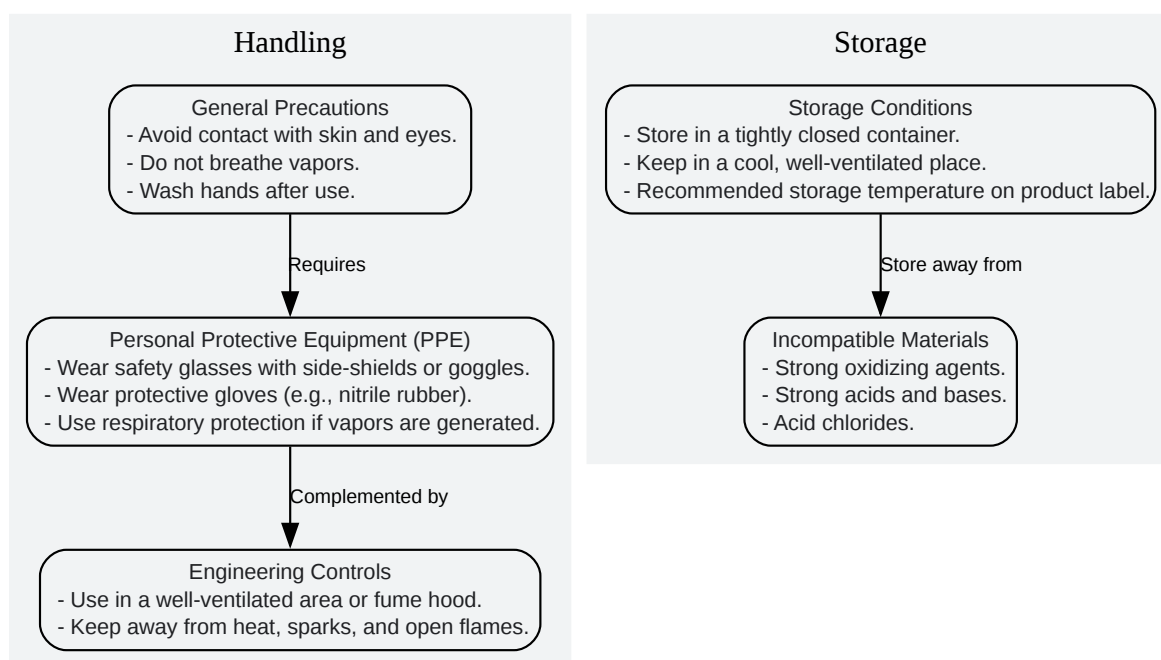 Handling
General Precautions
- Avoid contact with skin and eyes.
- Do not breathe vapors.
- Wash hands after use.
Requires
Personal Protective Equipment (PPE)
- Wear safety glasses with side-shields or goggles.
- Wear protective gloves (e.g., nitrile rubber).
- Use respiratory protection if vapors are generated.
Complemented by
Engineering Controls
- Use in a well-ventilated area or fume hood.
- Keep away from heat, sparks, and open flames.
Storage
Storage Conditions
- Store in a tightly closed container.
- Keep in a cool, well-ventilated place.
- Recommended storage temperature on product label.
Store away from
Incompatible Materials
- Strong oxidizing agents.
- Strong acids and bases.
- Acid chlorides.